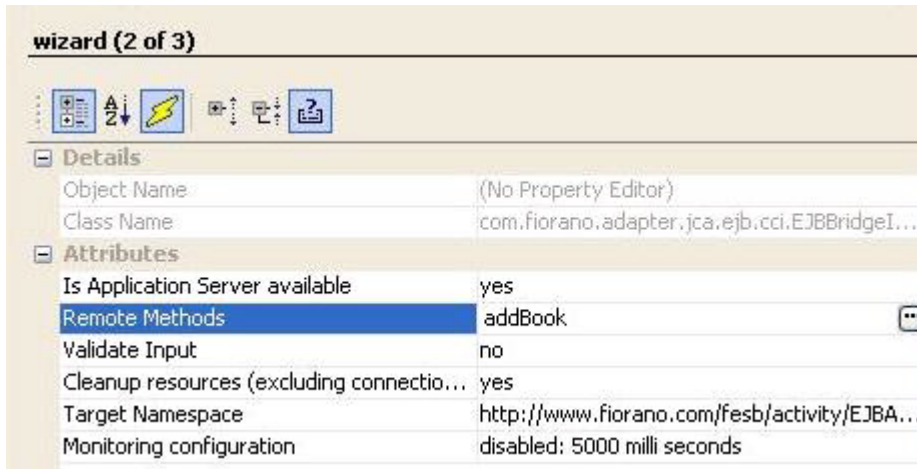 wizard (2 of 3)
A
Z
Details
Object Name (No Property Editor)
Class Name com.fiorano.adapter.jca.ejb.cci.EJBBridgeI...
Attributes
Is Application Server available yes
Remote Methods addBook
Validate Input no
Cleanup resources (excluding connectio... yes
Target Namespace http://www.fiorano.com/fesb/activity/EJBA...
Monitoring configuration disabled: 5000 milli seconds